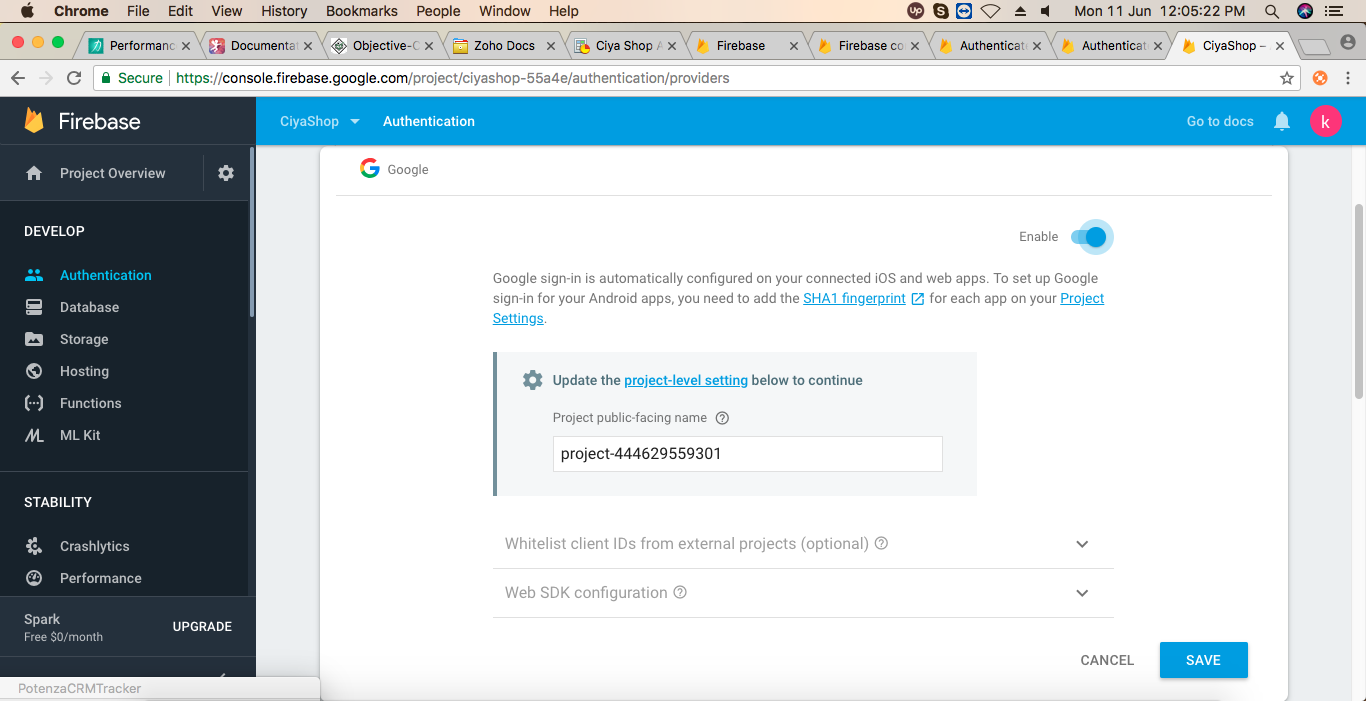 Chrome File Edit View History Bookmarks People Window Help Up S Mon 11 Jun 12:05:22 PM
Performanc Documentat Objective-C Zoho Docs Ciya Shop A Firebase Firebase co Authenticat Authenticat CiyaShop –
Secure https://console.firebase.google.com/project/ciyashop-55a4e/authentication/providers
Firebase
CiyaShop Authentication Go to docs k
Project Overview
DEVELOP
Authentication
Database
Storage
Hosting
Functions
ML Kit
STABILITY
Crashlytics
Performance
Spark
Free $0/month
UPGRADE
PotenzaCRMTracker
Google
Enable
Google sign-in is automatically configured on your connected iOS and web apps. To set up Google
sign-in for your Android apps, you need to add the SHA1 fingerprint for each app on your Project
Settings.
Update the project-level setting below to continue
Project public-facing name
project-444629559301
Whitelist client IDs from external projects (optional)
Web SDK configuration
CANCEL SAVE